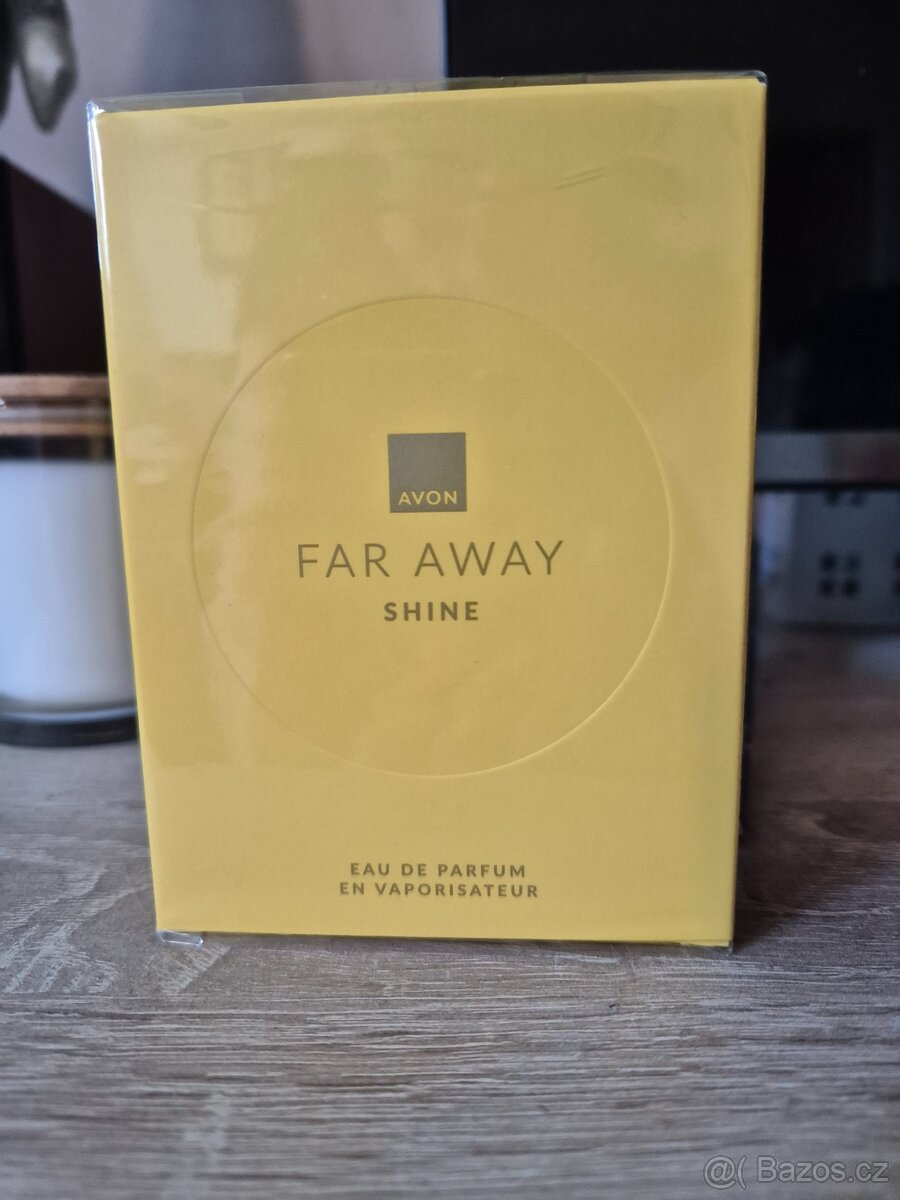 AVON
FAR AWAY
SHINE
EAU DE PARFUM
EN VAPORISATEUR
@( Bazos.cz